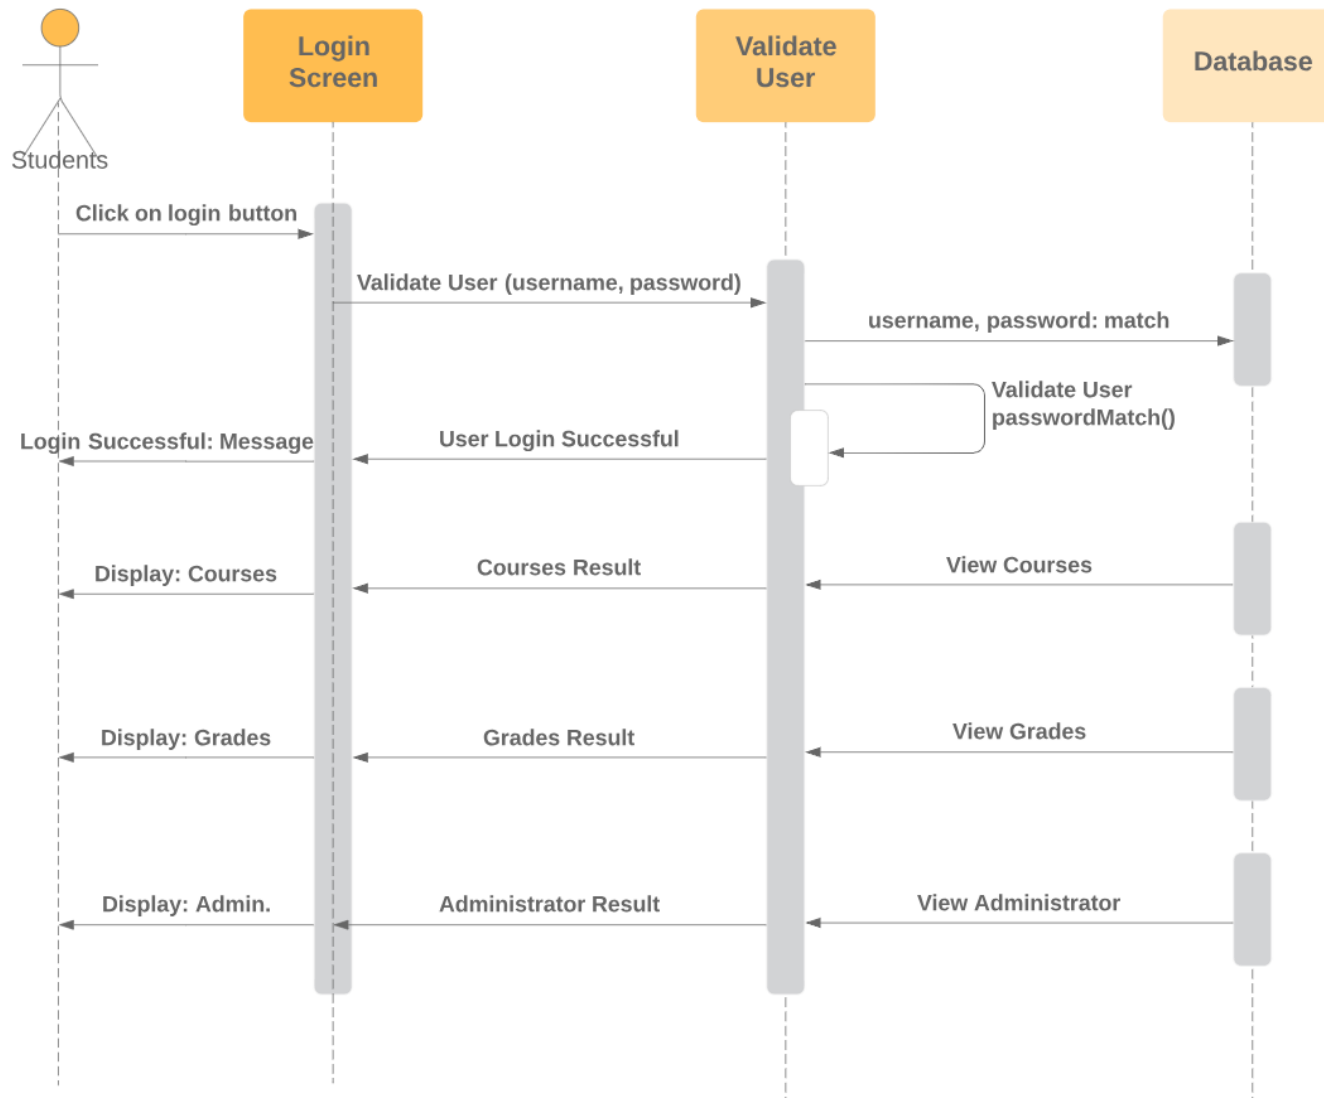 Login
Screen
Validate
User
Database
Students
Click on login button
Validate User (username, password)
username, password: match
Validate User
passwordMatch()
Login Successful: Message
User Login Successful
Display: Courses
Courses Result
View Courses
Display: Grades
Grades Result
View Grades
Display: Admin.
Administrator Result
View Administrator